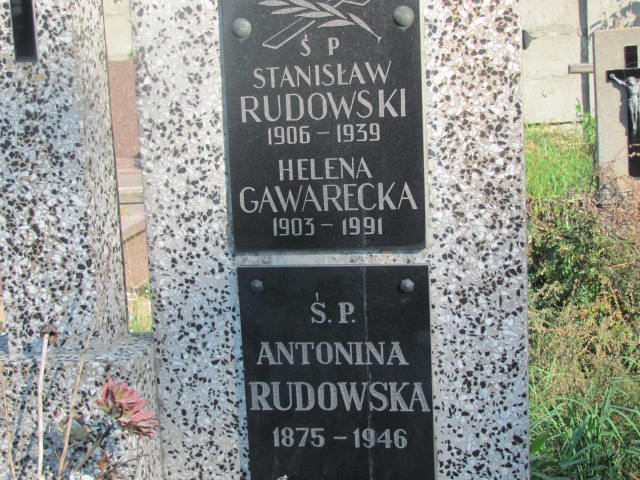 Ś P
STANISŁAW
RUDOWSKI
1906 - 1939
HELENA
GAWARECKA
1903 - 1991
Ś. P.
ANTONINA
RUDOWSKA
1875 - 1946